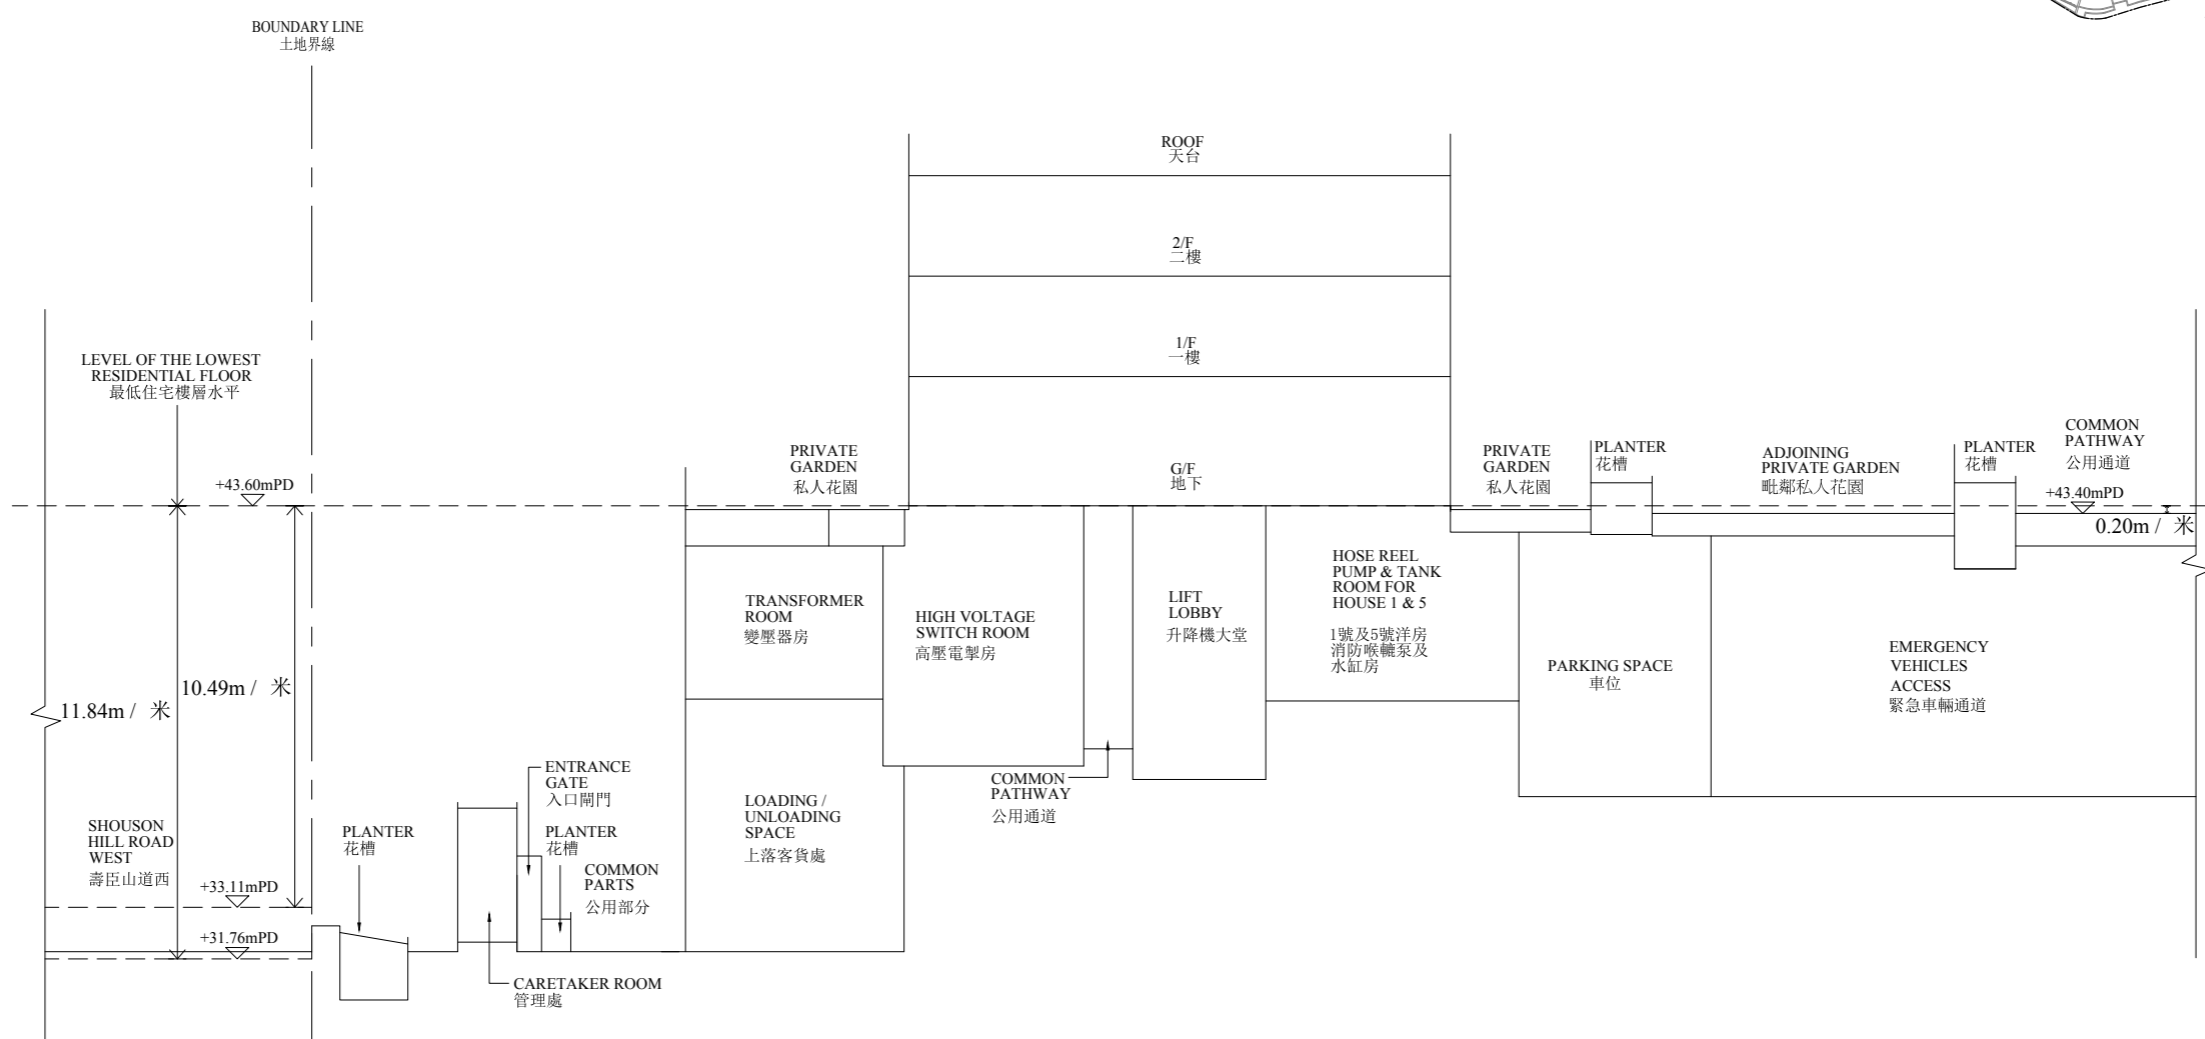 BOUNDARY LINE
土地界線
ROOF
天台
2/F
二樓
1/F
一樓
LEVEL OF THE LOWEST
RESIDENTIAL FLOOR
最低住宅樓層水平
+43.60mPD
PRIVATE
GARDEN
私人花園
G/F
地下
PRIVATE
GARDEN
私人花園
PLANTER
花槽
ADJOINING
PRIVATE GARDEN
毗鄰私人花園
PLANTER
花槽
COMMON
PATHWAY
公用通道
+43.40mPD
0.20m / 米
TRANSFORMER
ROOM
變壓器房
HIGH VOLTAGE
SWITCH ROOM
高壓電掣房
LIFT
LOBBY
升降機大堂
HOSE REEL
PUMP & TANK
ROOM FOR
HOUSE 1 & 5
1號及5號洋房
消防喉轆泵及
水缸房
PARKING SPACE
車位
EMERGENCY
VEHICLES
ACCESS
緊急車輛通道
11.84m / 米
10.49m / 米
ENTRANCE
GATE
入口閘門
COMMON
PATHWAY
公用通道
LOADING /
UNLOADING
SPACE
上落客貨處
SHOUSON
HILL ROAD
WEST
壽臣山道西
PLANTER
花槽
PLANTER
花槽
COMMON
PARTS
公用部分
+33.11mPD
+31.76mPD
CARETAKER ROOM
管理處